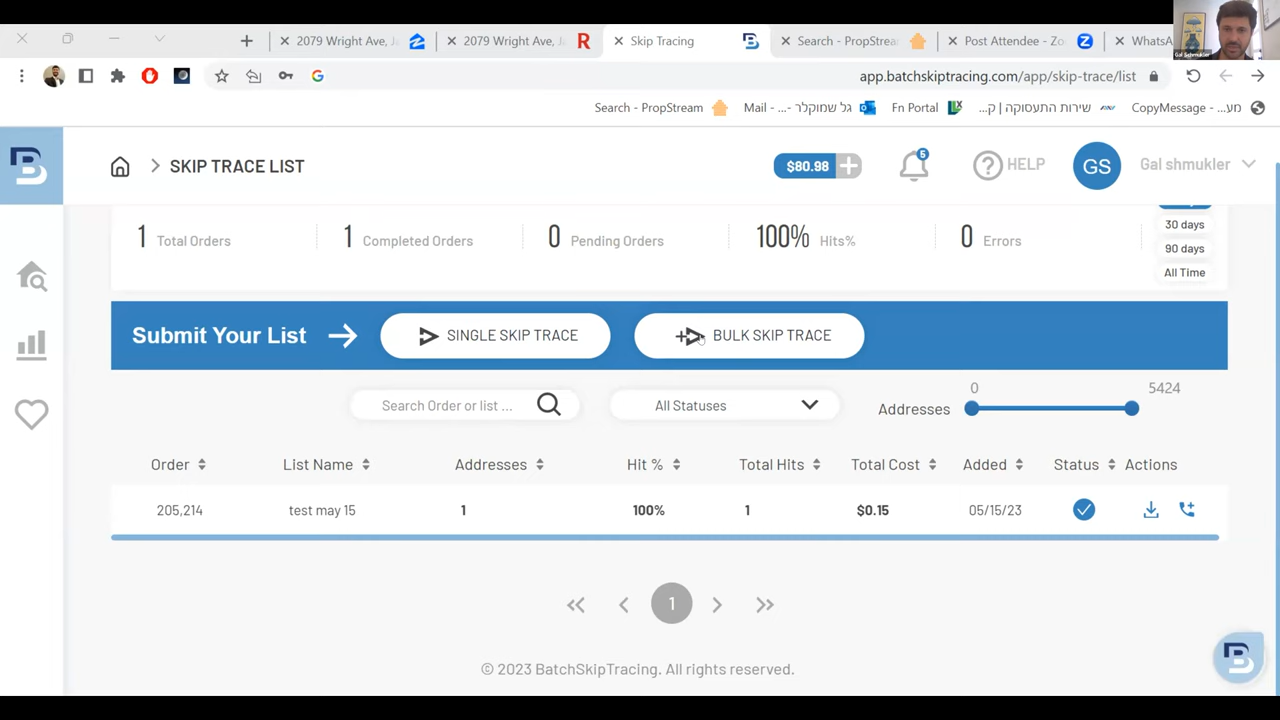 2079 Wright Ave, Ja
2079 Wright Ave, Ja
R
Skip Tracing
Search - PropStrea
Post Attendee - Zo
WhatsA
Gal Schmukler
app.batchskiptracing.com/app/skip-trace/list
Search - PropStream
Mail - ... - גל שמוקלר
Fn Portal
שירות התעסוקה | ק...
CopyMessage - ...מע
B
SKIP TRACE LIST
$80.98
6
HELP
GS
Gal shmukler
1 Total Orders
1 Completed Orders
0 Pending Orders
100% Hits%
0 Errors
30 days
90 days
All Time
Submit Your List
SINGLE SKIP TRACE
BULK SKIP TRACE
Search Order or list ...
All Statuses
Addresses
0
5424
Order List Name Addresses Hit % Total Hits Total Cost Added Status Actions
205,214 test may 15 1 100% 1 $0.15 05/15/23
1
© 2023 BatchSkipTracing. All rights reserved.
B